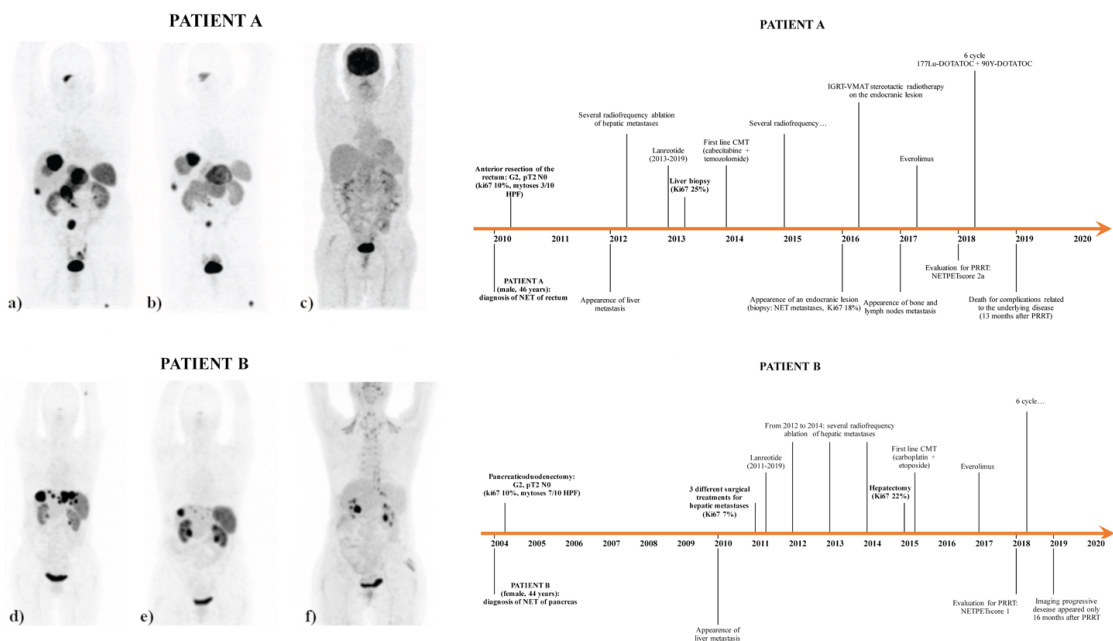 PATIENT A
a)
b)
c)
PATIENT A
6 cycle
177Lu-DOTATOC + 90Y-DOTATOC
IGRT-VMAT stereotactic radiotherapy
on the endocranic lesion
Several radiofrequency ablation
of hepatic metastases
Several radiofrequency…
Lanreotide
(2013-2019)
First line CMT
(cabecitabine +
temozolomide)
Everolimus
Anterior resection of the
rectum: G2, pT2 N0
(ki67 10%, mytoses 3/10
HPF)
Liver biopsy
(Ki67 25%)
2010
2011
2012
2013
2014
2015
2016
2017
2018
2019
2020
PATIENT A
(male, 46 years):
diagnosis of NET of rectum
Appearence of liver
metastasis
Appearence of an endocranic lesion
(biopsy: NET metastases, Ki67 18%)
Appearence of bone and
lymph nodes metastasis
Evaluation for PRRT:
NETPETscore 2a
Death for complications related
to the underlying disease
(13 months after PRRT)
PATIENT B
d)
e)
f)
PATIENT B
6 cycle…
From 2012 to 2014: several radiofrequency
ablation of hepatic metastases
Lanreotide
(2011-2019)
First line CMT
(carboplatin +
etoposide)
Everolimus
Pancreaticoduodenectomy:
G2, pT2 N0
(ki67 10%, mytoses 7/10 HPF)
3 different surgical
treatments for
hepatic metastases
(Ki67 7%)
Hepatectomy
(Ki67 22%)
2004
2005
2006
2007
2008
2009
2010
2011
2012
2013
2014
2015
2016
2017
2018
2019
2020
PATIENT B
(female, 44 years):
diagnosis of NET of pancreas
Appearence of
liver metastasis
Evaluation for PRRT:
NETPETscore 1
Imaging progressive
disease appeared only
16 months after PRRT